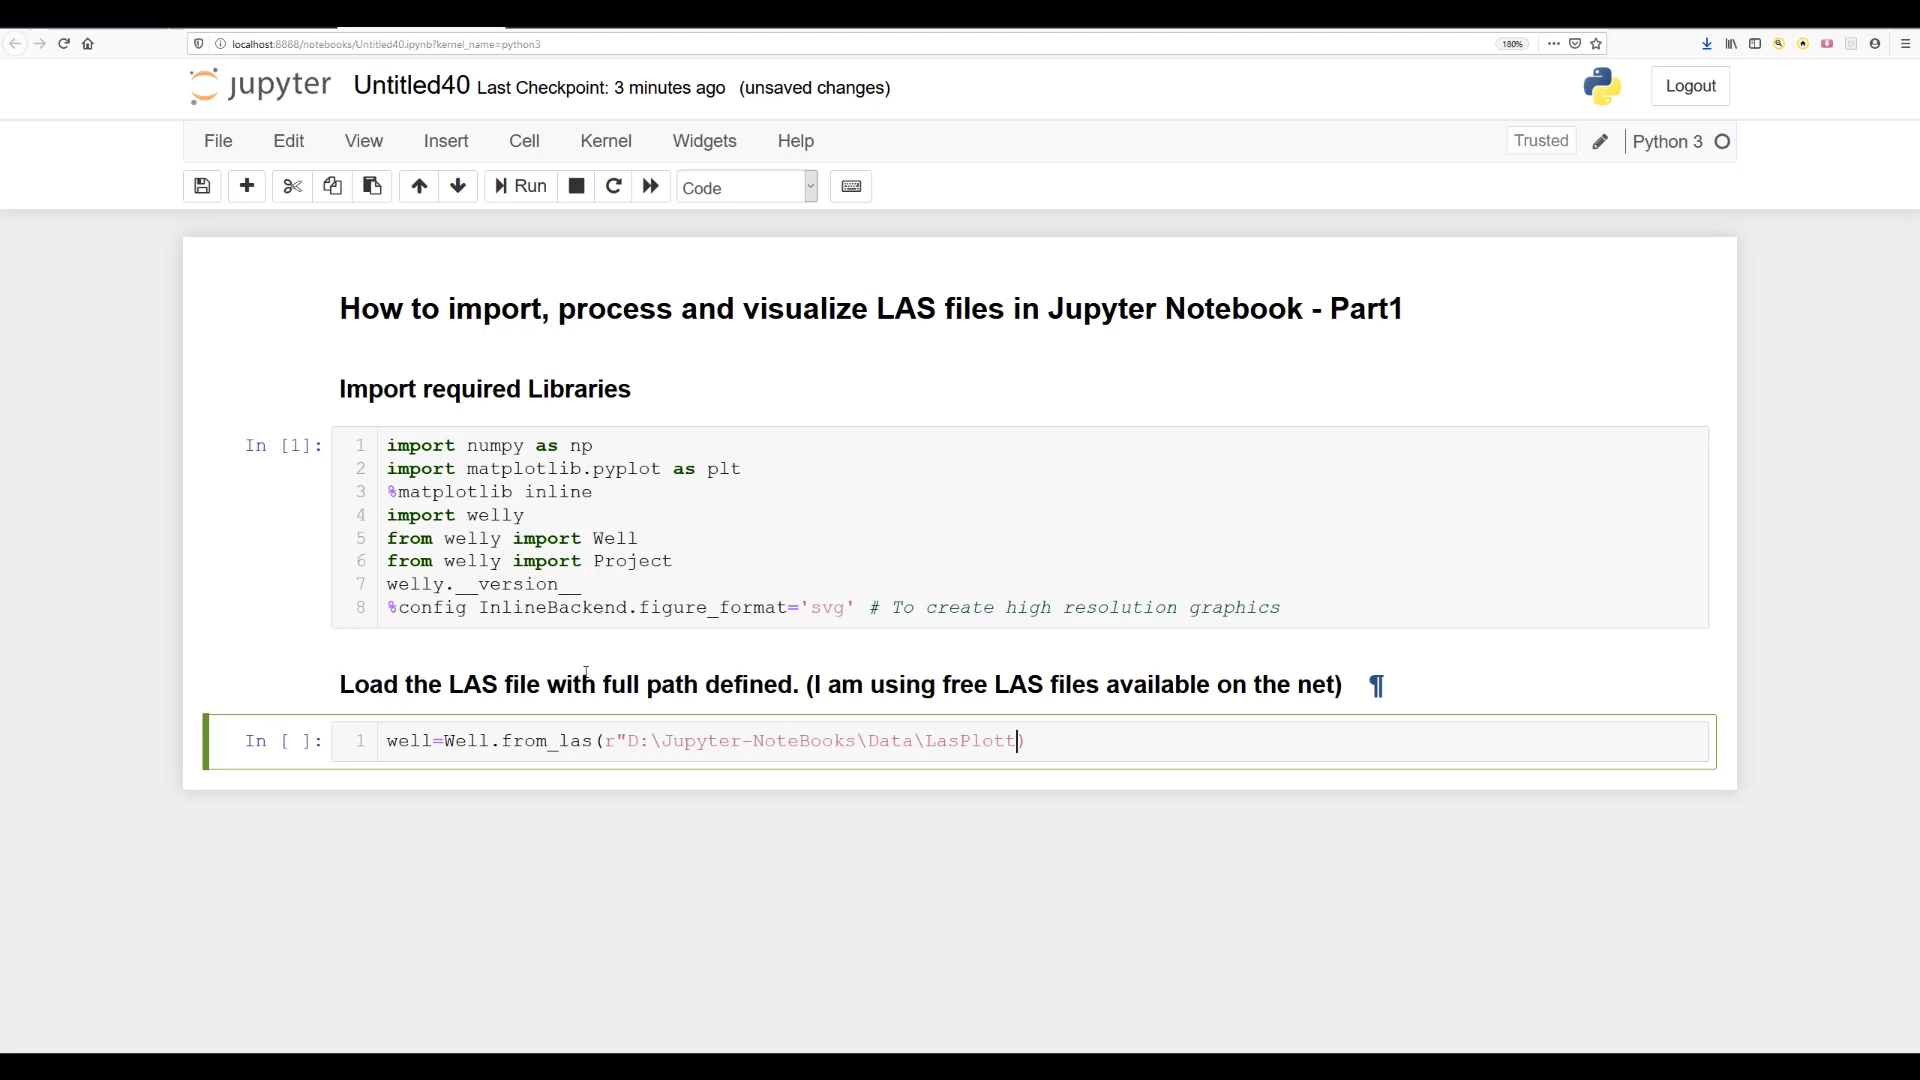 localhost:8888/notebooks/Untitled40.ipynb?kernel_name=python3
180%
jupyter Untitled40 Last Checkpoint: 3 minutes ago (unsaved changes)
Logout
File Edit View Insert Cell Kernel Widgets Help
Trusted Python 3
Run Code
How to import, process and visualize LAS files in Jupyter Notebook - Part1
Import required Libraries
In [1]: 1 import numpy as np
2 import matplotlib.pyplot as plt
3 %matplotlib inline
4 import welly
5 from welly import Well
6 from welly import Project
7 welly.__version__
8 %config InlineBackend.figure_format='svg' # To create high resolution graphics
Load the LAS file with full path defined. (I am using free LAS files available on the net) ¶
In [ ]: 1 well=Well.from_las(r"D:\Jupyter-NoteBooks\Data\LasPlott)